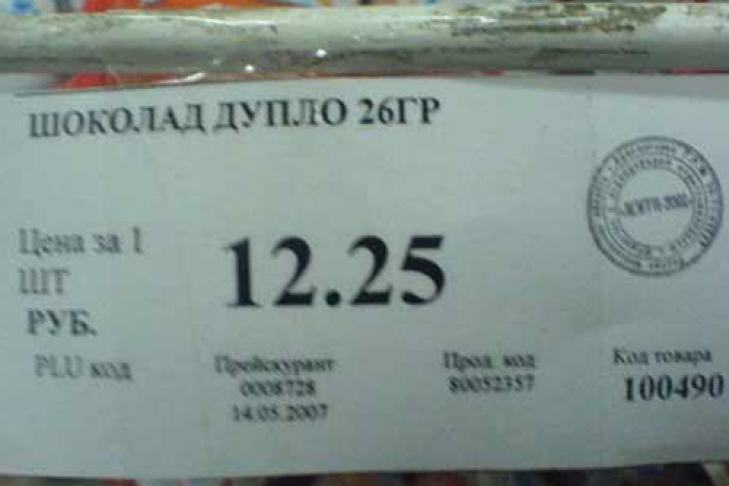 ШОКОЛАД ДУПЛО 26ГР
Цена за 1
ШТ
РУБ.
12.25
PLU код
Прейскурант
0008728
14.05.2007
Прод. код
80052357
Код товара
100490